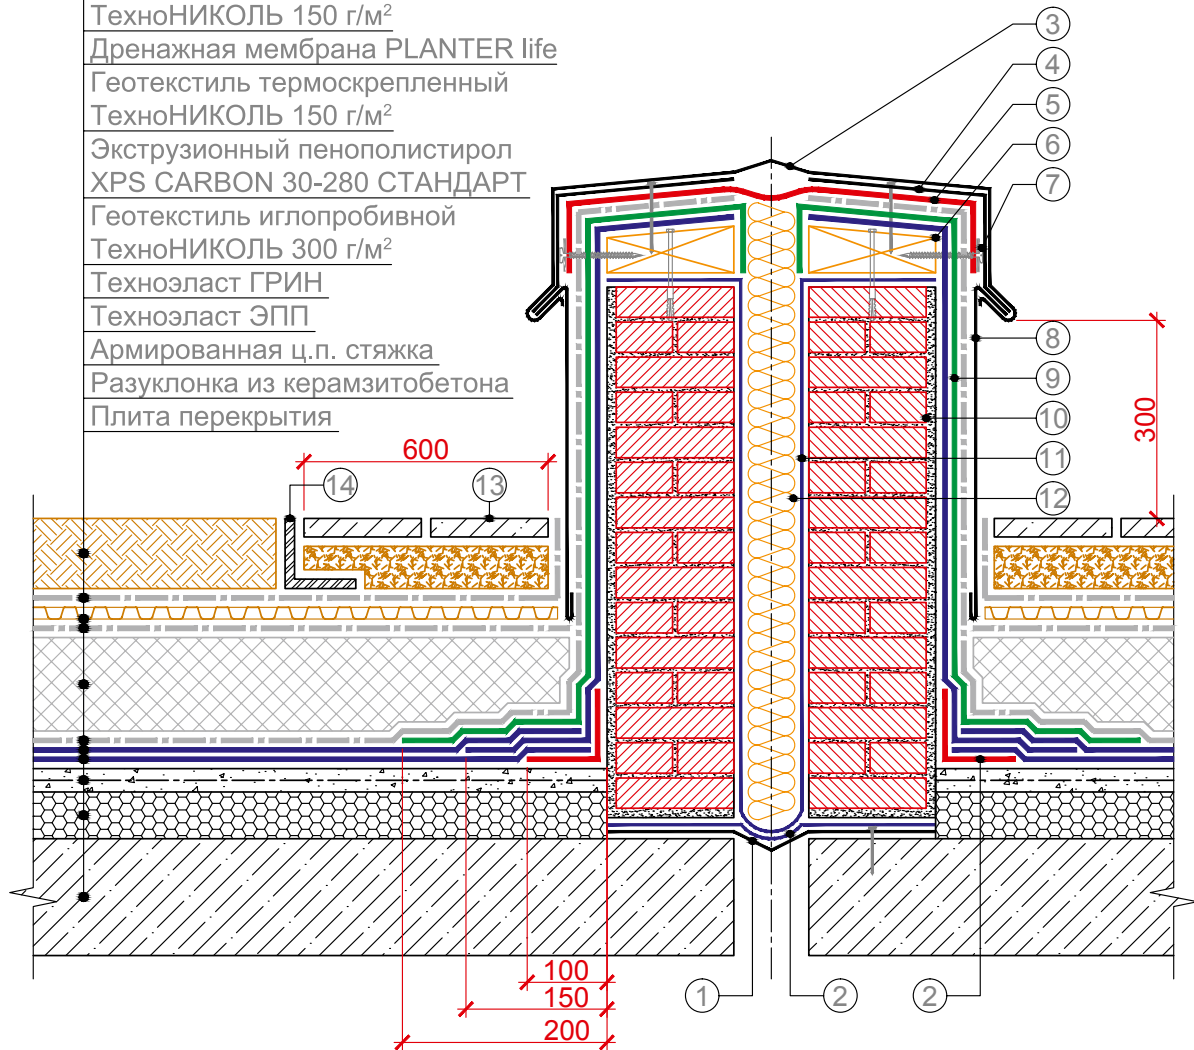 ТехноНИКОЛЬ 150 г/м²
Дренажная мембрана PLANTER life
Геотекстиль термоскрепленный
ТехноНИКОЛЬ 150 г/м²
Экструзионный пенополистирол
XPS CARBON 30-280 СТАНДАРТ
Геотекстиль иглопробивной
ТехноНИКОЛЬ 300 г/м²
Техноэласт ГРИН
Техноэласт ЭПП
Армированная ц.п. стяжка
Разуклонка из керамзитобетона
Плита перекрытия
3
4
5
6
7
8
9
10
11
12
300
600
14
13
100
150
200
1
2
2